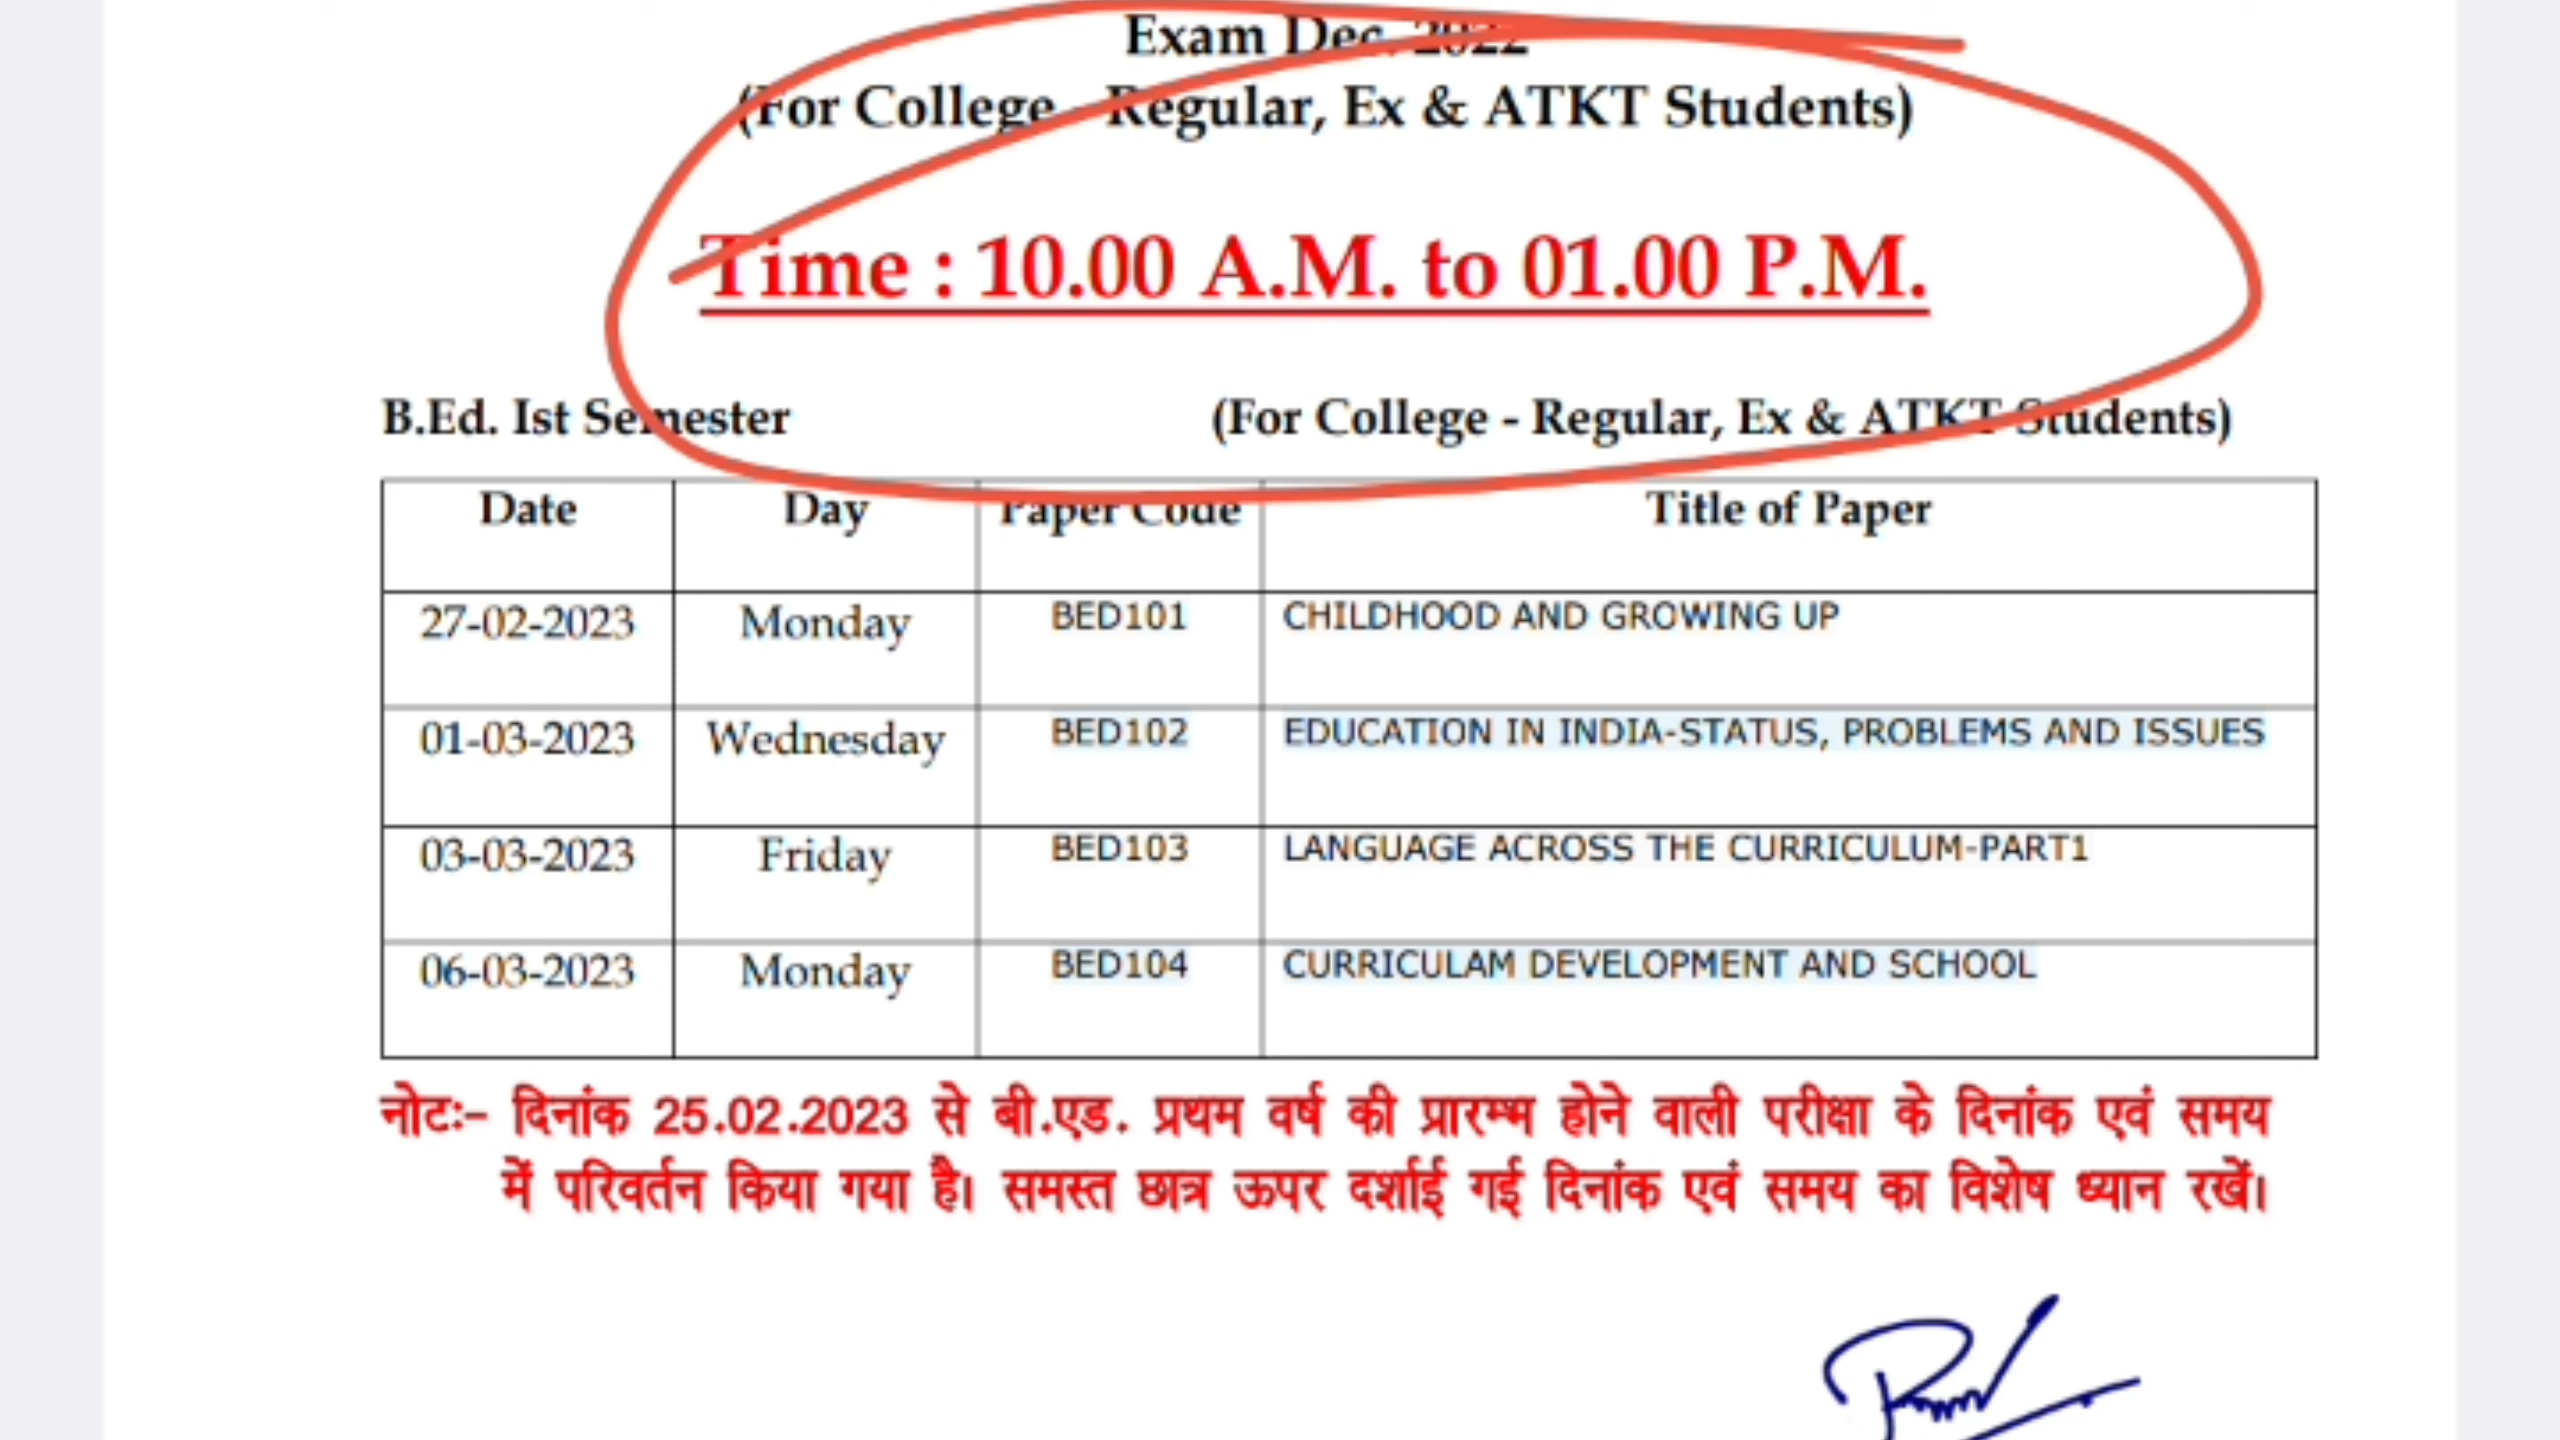 Exam Dec. 2022
(For College - Regular, Ex & ATKT Students)
Time : 10.00 A.M. to 01.00 P.M.
B.Ed. Ist Semester (For College - Regular, Ex & ATKT Students)
Date Day Paper Code Title of Paper
27-02-2023 Monday BED101 CHILDHOOD AND GROWING UP
01-03-2023 Wednesday BED102 EDUCATION IN INDIA-STATUS, PROBLEMS AND ISSUES
03-03-2023 Friday BED103 LANGUAGE ACROSS THE CURRICULUM-PART1
06-03-2023 Monday BED104 CURRICULAM DEVELOPMENT AND SCHOOL
नोटः- दिनांक 25.02.2023 से बी.एड. प्रथम वर्ष की प्रारम्भ होने वाली परीक्षा के दिनांक एवं समय
में परिवर्तन किया गया है। समस्त छात्र ऊपर दर्शाई गई दिनांक एवं समय का विशेष ध्यान रखें।